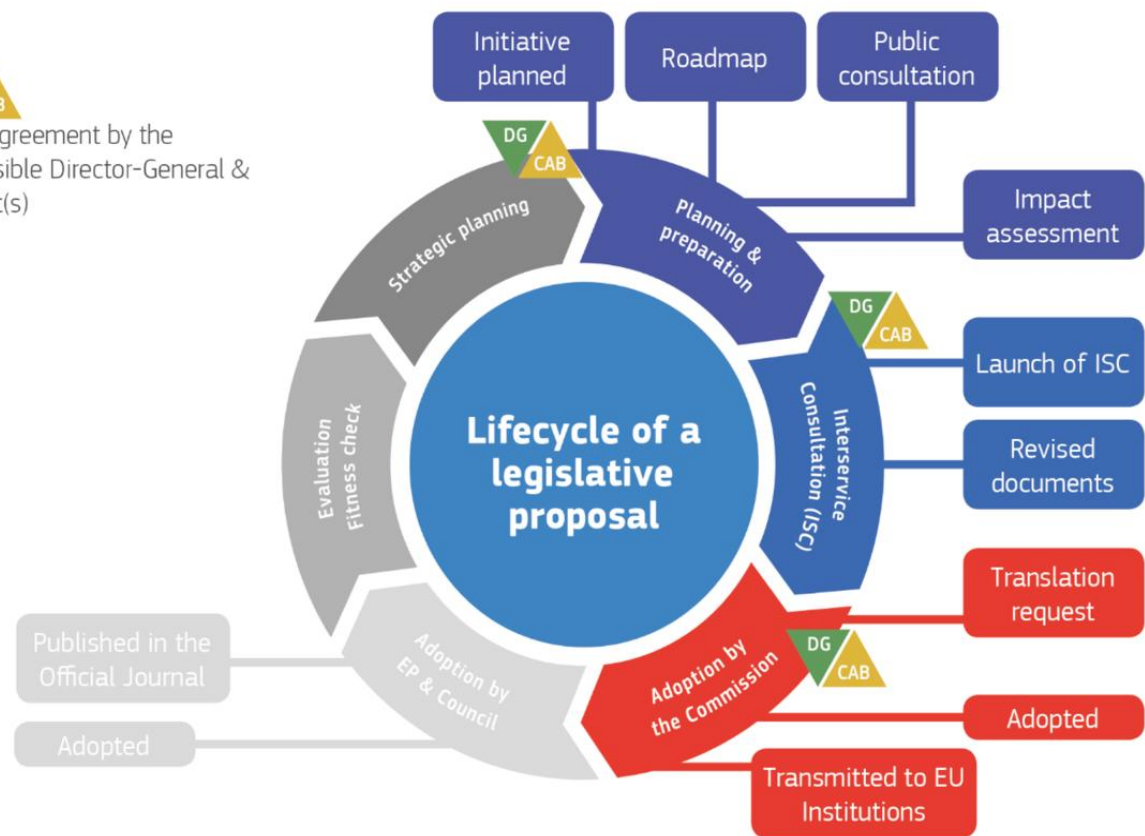 Initiative
planned
Roadmap
Public
consultation
greement by the
sible Director-General &
t(s)
DG
CAB
Strategic planning
Planning &
preparation
Impact
assessment
DG
CAB
Launch of ISC
Interservice
Consultation (ISC)
Revised
documents
Lifecycle of a
legislative
proposal
Evaluation
Fitness check
Translation
request
DG
CAB
Adoption by
the Commission
Adopted
Transmitted to EU
Institutions
Adoption by
EP & Council
Published in the
Official Journal
Adopted